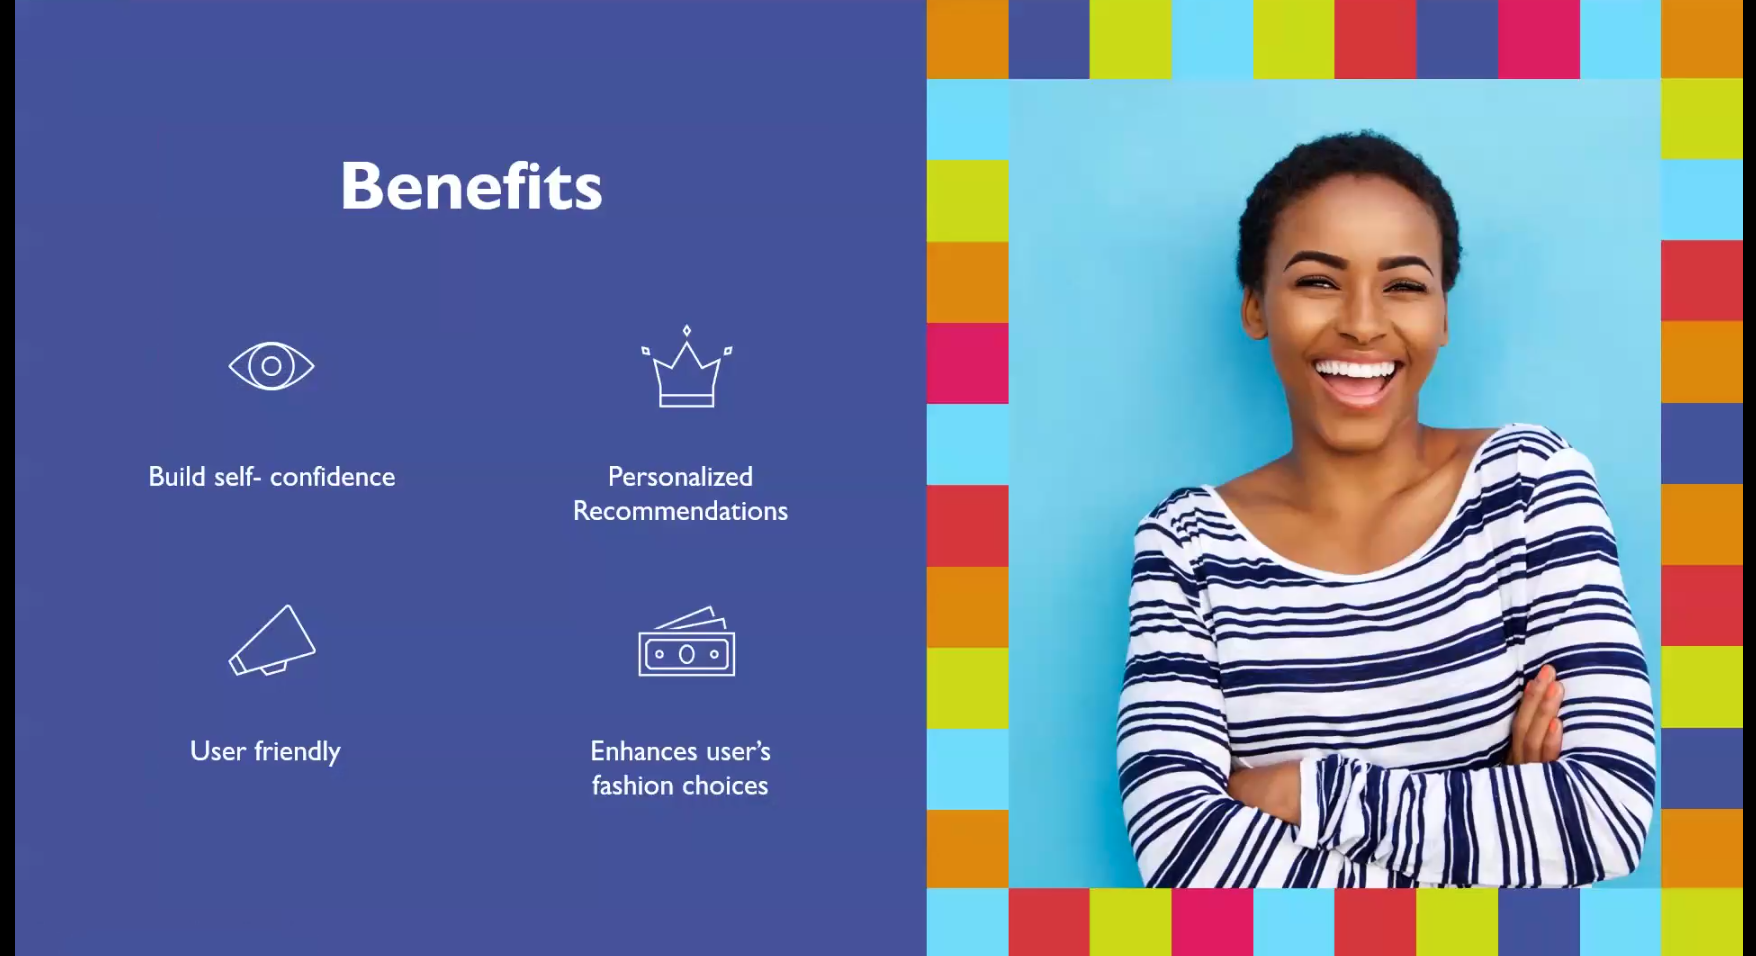 Benefits
Build self- confidence
Personalized
Recommendations
User friendly
Enhances user’s
fashion choices